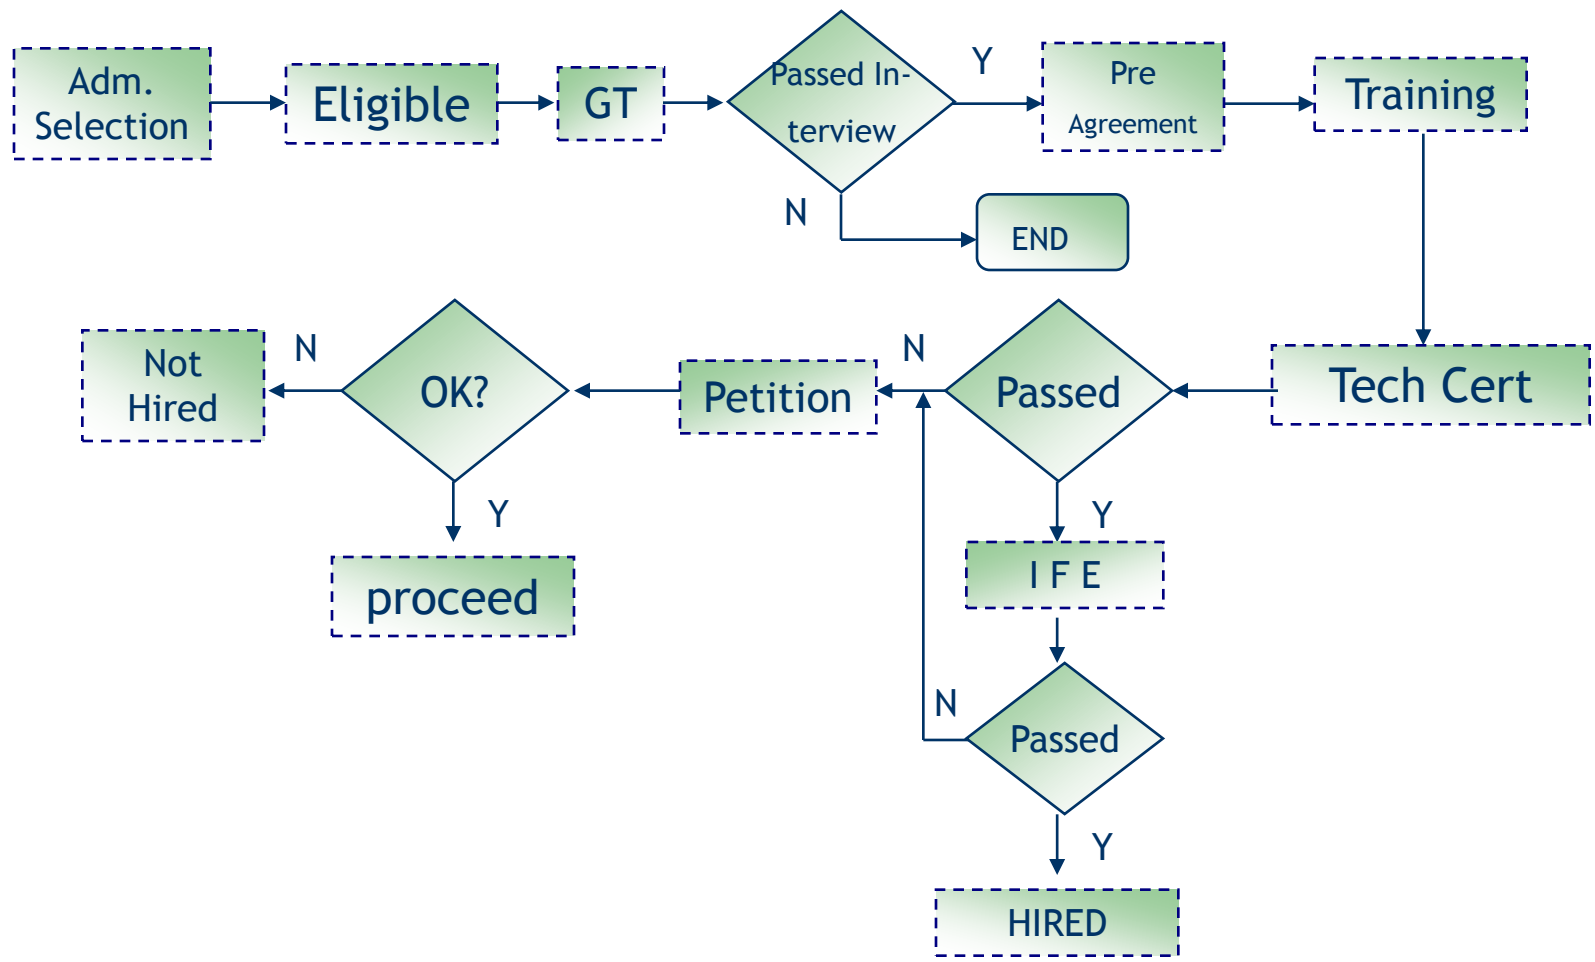 Adm.
Selection
Eligible
GT
Passed In-
terview
Y
Pre
Agreement
Training
N
END
Not
Hired
N
OK?
Petition
N
Passed
Tech Cert
Y
proceed
Y
I F E
N
Passed
Y
HIRED